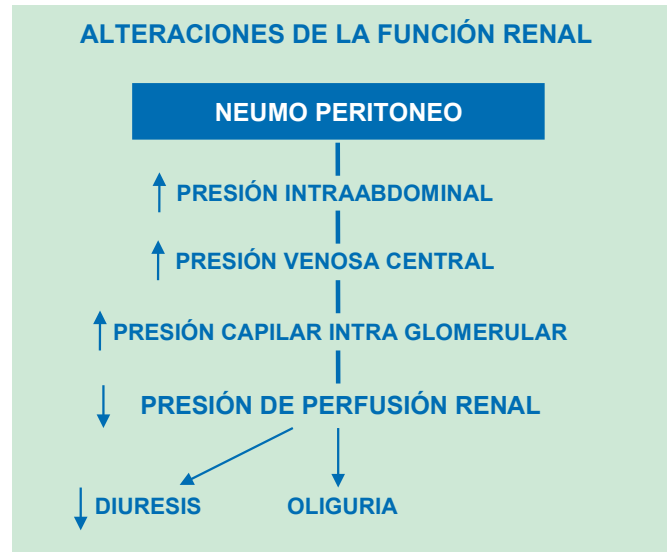 ALTERACIONES DE LA FUNCIÓN RENAL
NEUMO PERITONEO
PRESIÓN INTRAABDOMINAL
PRESIÓN VENOSA CENTRAL
PRESIÓN CAPILAR INTRA GLOMERULAR
PRESIÓN DE PERFUSIÓN RENAL
DIURESIS OLIGURIA